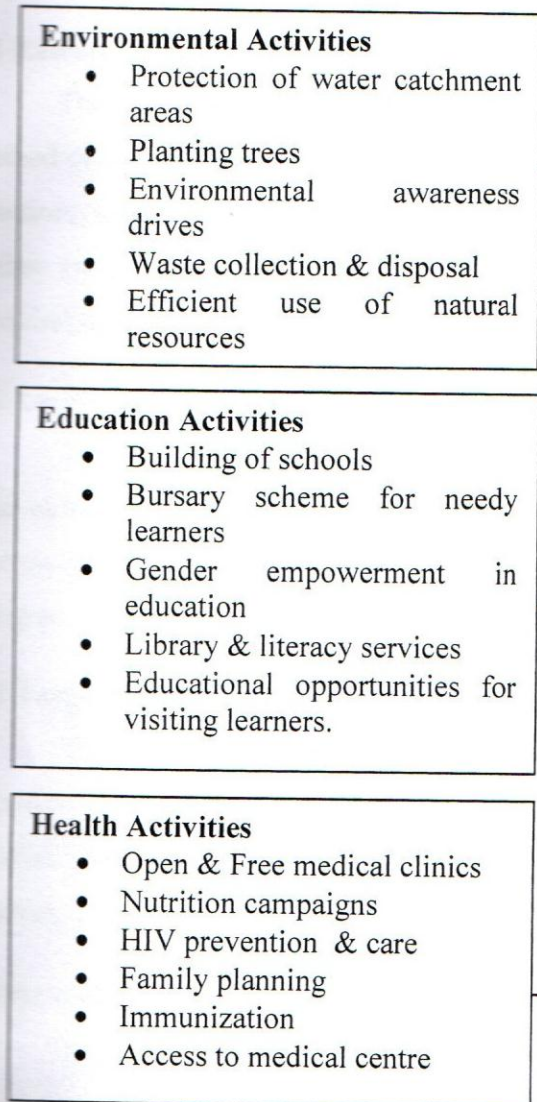 Environmental Activities
• Protection of water catchment
areas
• Planting trees
• Environmental awareness
drives
• Waste collection & disposal
• Efficient use of natural
resources
Education Activities
• Building of schools
• Bursary scheme for needy
learners
• Gender empowerment in
education
• Library & literacy services
• Educational opportunities for
visiting learners.
Health Activities
• Open & Free medical clinics
• Nutrition campaigns
• HIV prevention & care
• Family planning
• Immunization
• Access to medical centre